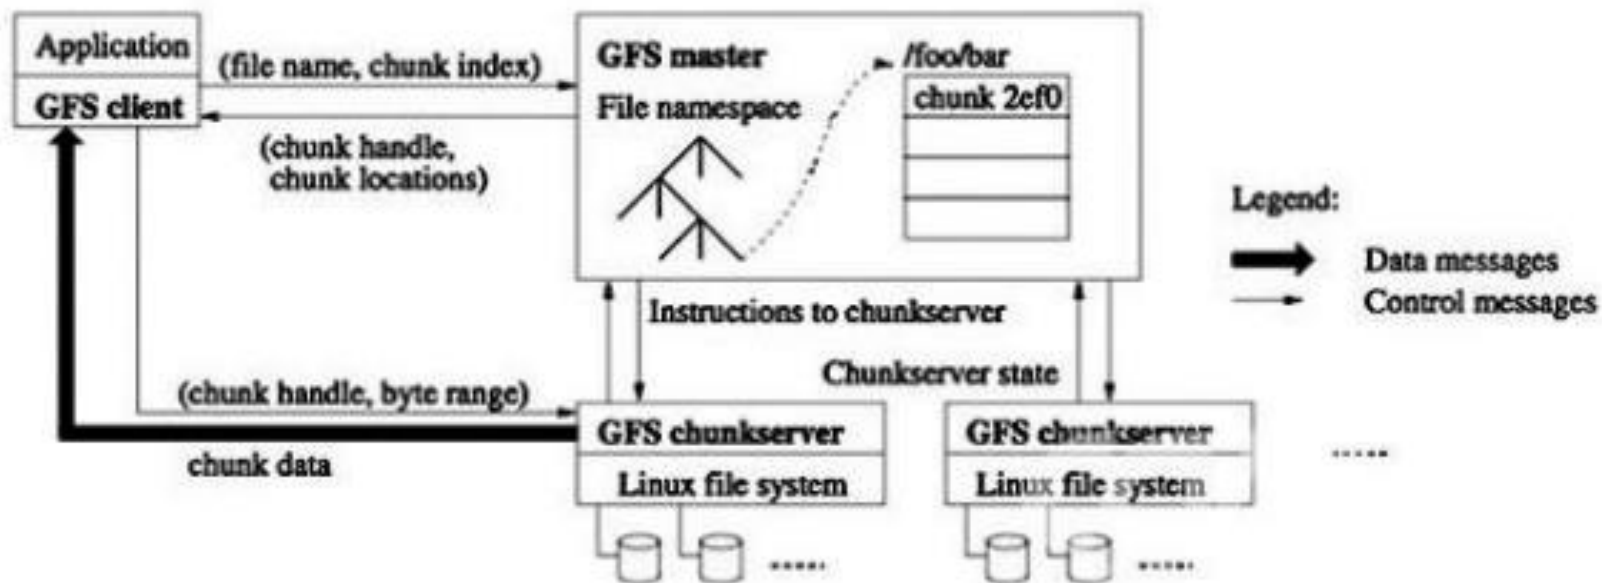 Application
GFS client
(file name, chunk index)
(chunk handle,
chunk locations)
GFS master
File namespace
/foo/bar
chunk 2ef0
Legend:
Data messages
Control messages
Instructions to chunkserver
Chunkserver state
(chunk handle, byte range)
chunk data
GFS chunkserver
Linux file system
.....
GFS chunkserver
Linux file system
.....
.....